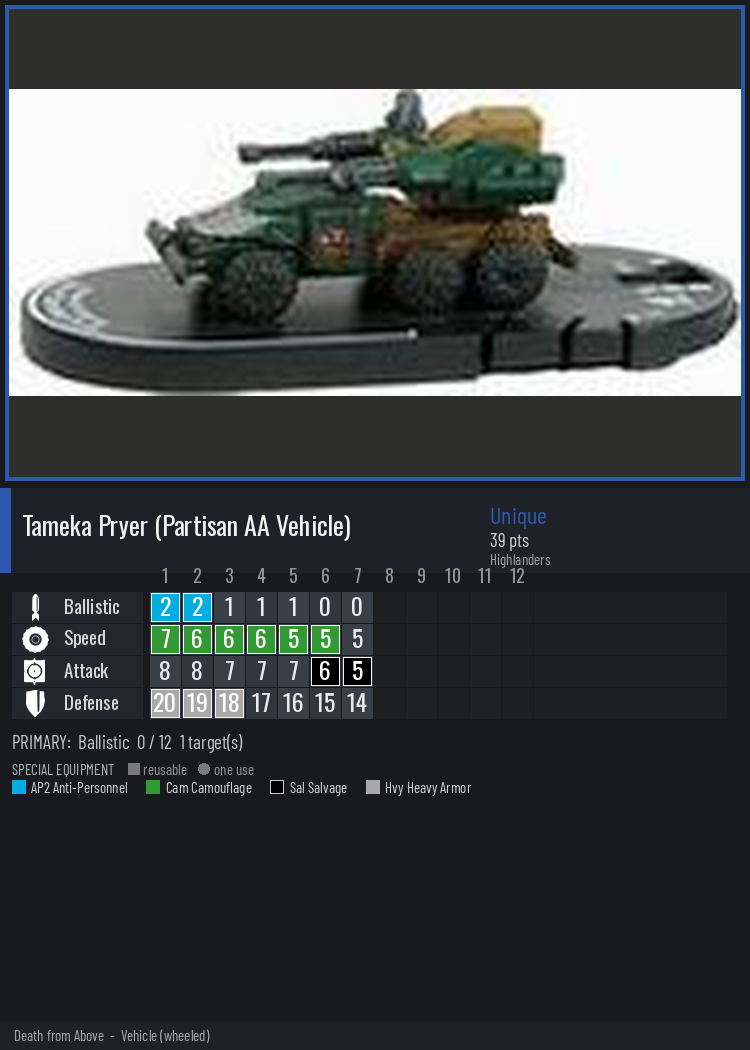 Tameka Pryer (Partisan AA Vehicle)
Unique
39 pts
Highlanders
1 2 3 4 5 6 7 8 9 10 11 12
Ballistic 2 2 1 1 1 0 0
Speed 7 6 6 6 5 5 5
Attack 8 8 7 7 7 6 5
Defense 20 19 18 17 16 15 14
PRIMARY: Ballistic 0 / 12 1 target(s)
SPECIAL EQUIPMENT reusable one use
AP2 Anti-Personnel Cam Camouflage Sal Salvage Hvy Heavy Armor
Death from Above - Vehicle (wheeled)